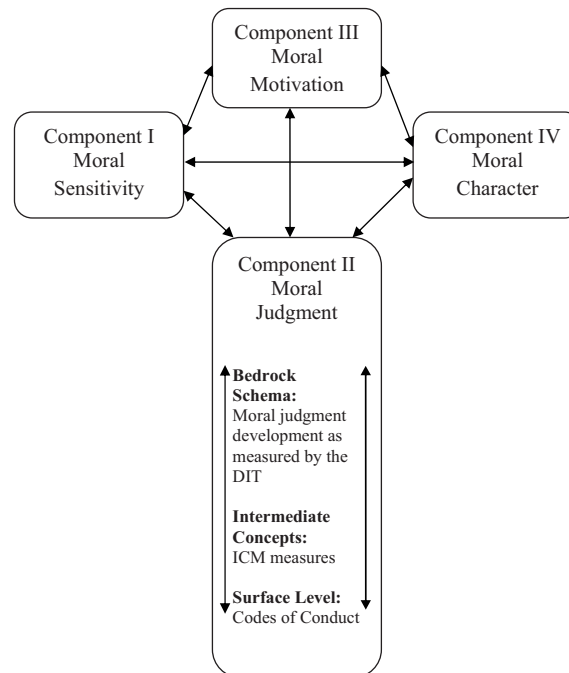 Component III
Moral
Motivation
Component I
Moral
Sensitivity
Component IV
Moral
Character
Component II
Moral
Judgment
Bedrock
Schema:
Moral judgment
development as
measured by the
DIT
Intermediate
Concepts:
ICM measures
Surface Level:
Codes of Conduct